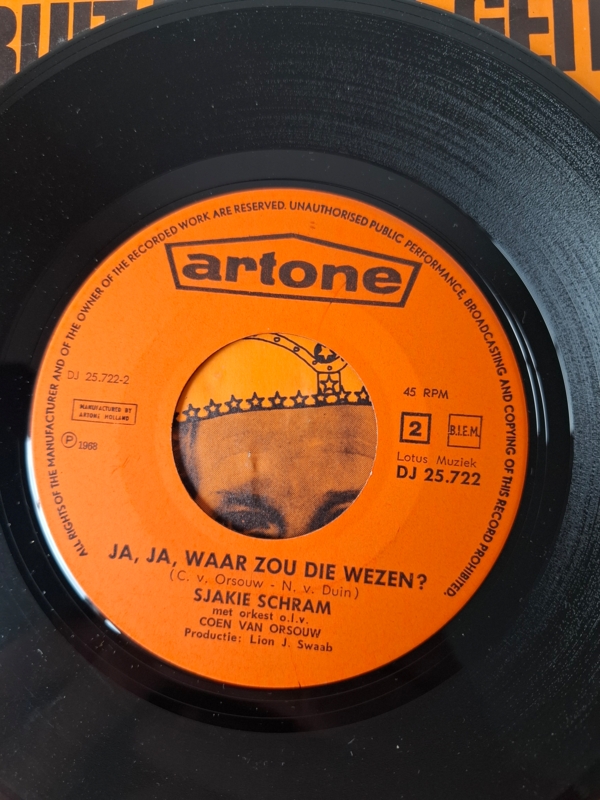 ALL RIGHTS OF THE MANUFACTURER AND OF THE OWNER OF THE RECORDED WORK ARE RESERVED. UNAUTHORISED PUBLIC PERFORMANCE, BROADCASTING AND COPYING OF THIS RECORD PROHIBITED.
artone
DJ 25.722-2
MANUFACTURED BY
ARTONE HOLLAND
Ⓟ 1968
45 RPM
2 B.I.E.M.
Lotus Muziek
DJ 25.722
JA, JA, WAAR ZOU DIE WEZEN?
(C. v. Orsouw - N. v. Duin)
SJAKIE SCHRAM
met orkest o.l.v.
COEN VAN ORSOUW
Productie: Lion J. Swaab